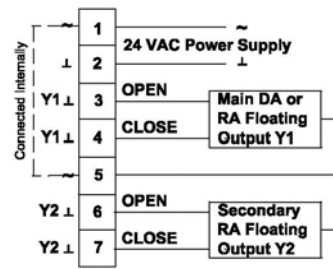 Connected Internally
~ 1 ~
24 VAC Power Supply
⊥ 2 ⊥
Y1 ⊥ 3 OPEN
Y1 ⊥ 4 CLOSE
Main DA or
RA Floating
Output Y1
~ 5
Y2 ⊥ 6 OPEN
Y2 ⊥ 7 CLOSE
Secondary
RA Floating
Output Y2